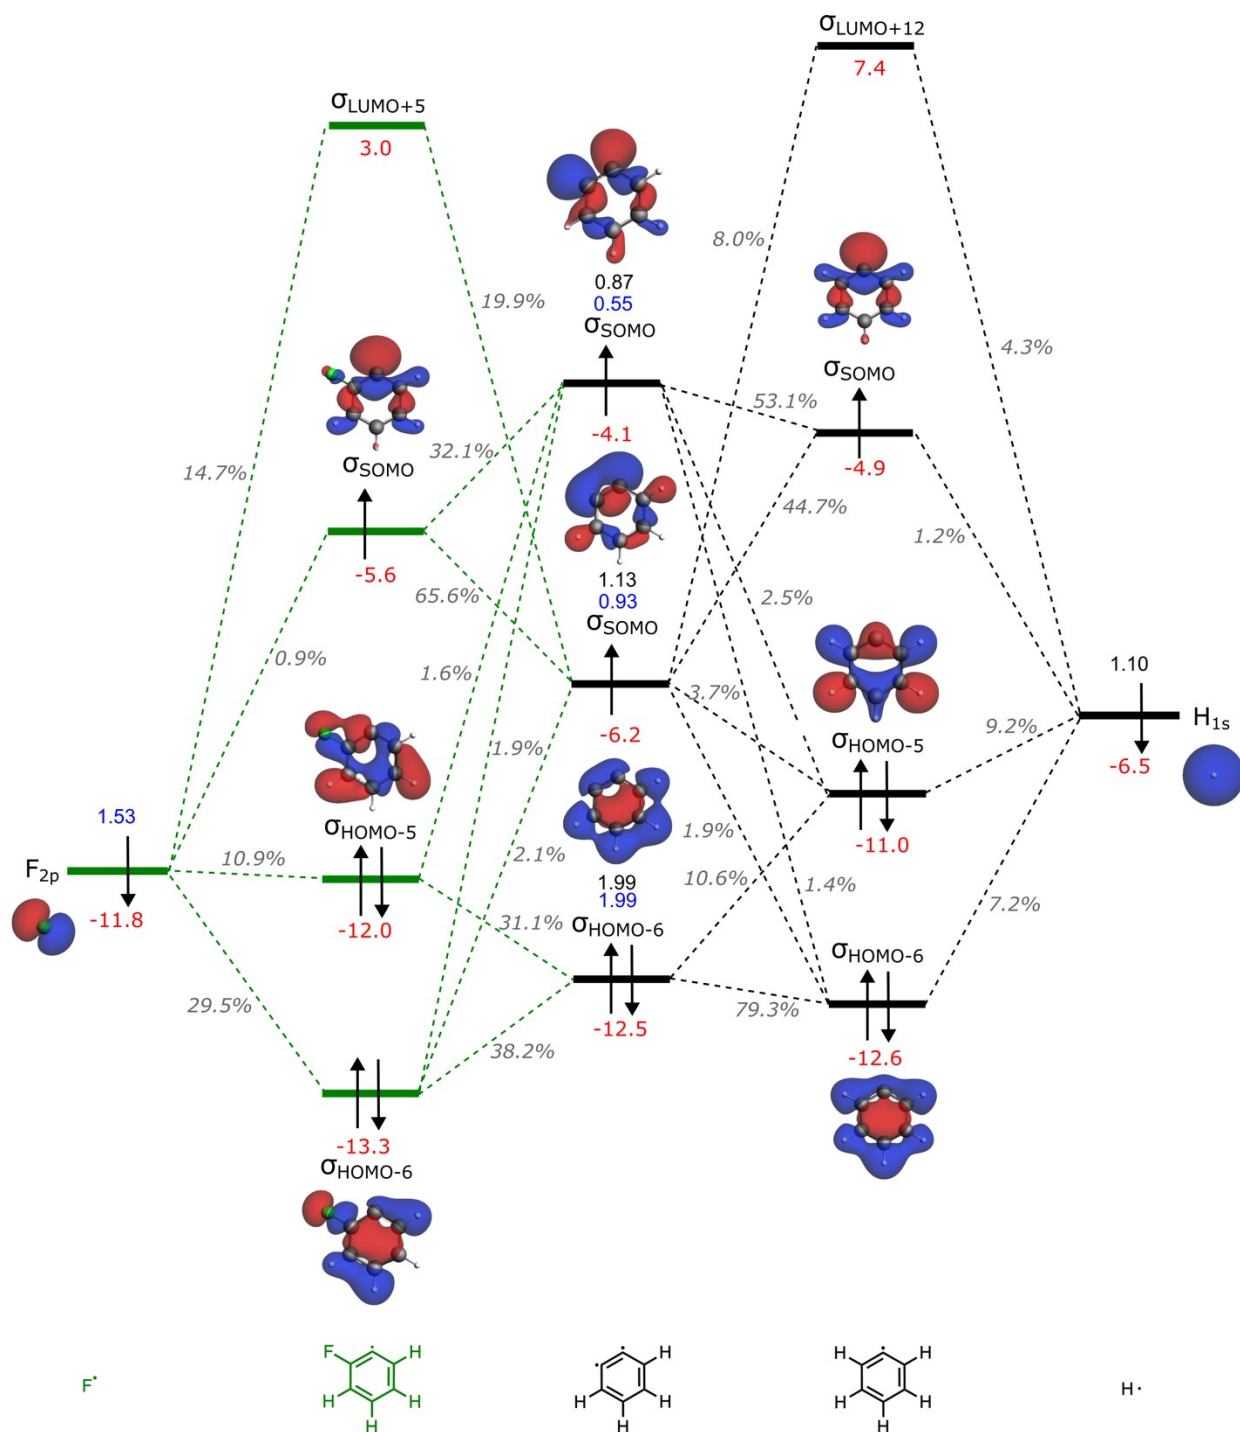 σLUMO+12
7.4
σLUMO+5
3.0
8.0%
19.9%
0.87
0.55
σSOMO
4.3%
σSOMO
53.1%
-4.1
-4.9
32.1%
σSOMO
14.7%
44.7%
1.2%
-5.6
65.6%
1.13
0.93
σSOMO
2.5%
0.9%
1.6%
3.7%
1.10
H1s
-6.5
-6.2
1.9%
σHOMO-5
9.2%
1.53
σHOMO-5
2.1%
1.9%
-11.0
F2p
10.9%
-11.8
-12.0
1.99
1.99
10.6%
1.4%
31.1%
σHOMO-6
7.2%
σHOMO-6
29.5%
-12.5
79.3%
38.2%
-12.6
-13.3
σHOMO-6
F H H H H
H H H H
H H H H H
F·
H·